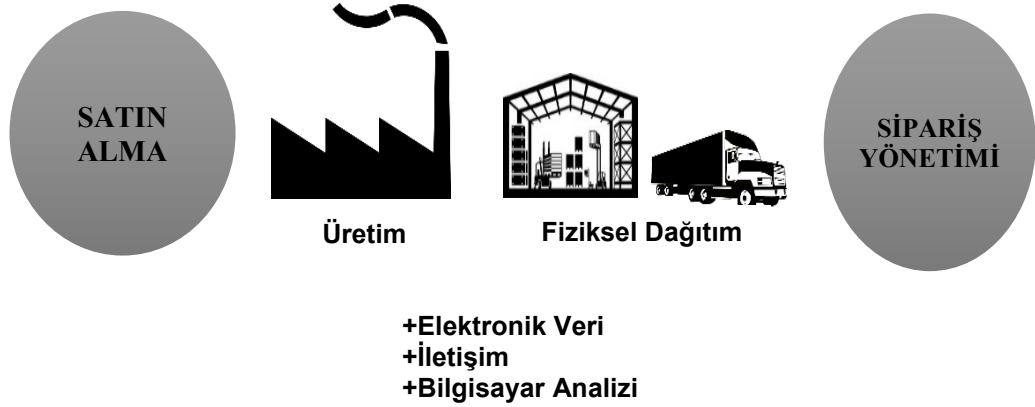 SATIN
ALMA
Üretim
Fiziksel Dağıtım
SİPARİŞ
YÖNETİMİ
+Elektronik Veri
+İletişim
+Bilgisayar Analizi